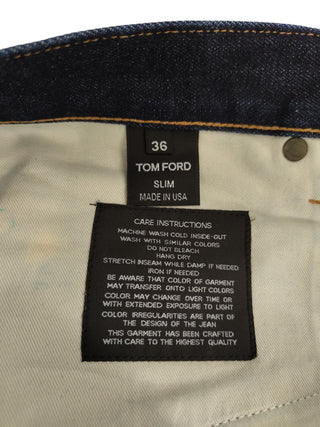 36
TOM FORD
SLIM
MADE IN USA
CARE INSTRUCTIONS
MACHINE WASH COLD INSIDE-OUT
WASH WITH SIMILAR COLORS
DO NOT BLEACH
HANG DRY
STRETCH INSEAM WHILE DAMP IF NEEDED
IRON IF NEEDED
BE AWARE THAT COLOR OF GARMENT
MAY TRANSFER ONTO LIGHT COLORS
COLOR MAY CHANGE OVER TIME OR
WITH EXTENDED EXPOSURE TO LIGHT
COLOR IRREGULARITIES ARE PART OF
THE DESIGN OF THE JEAN
THIS GARMENT HAS BEEN CRAFTED
WITH CARE TO THE HIGHEST QUALITY